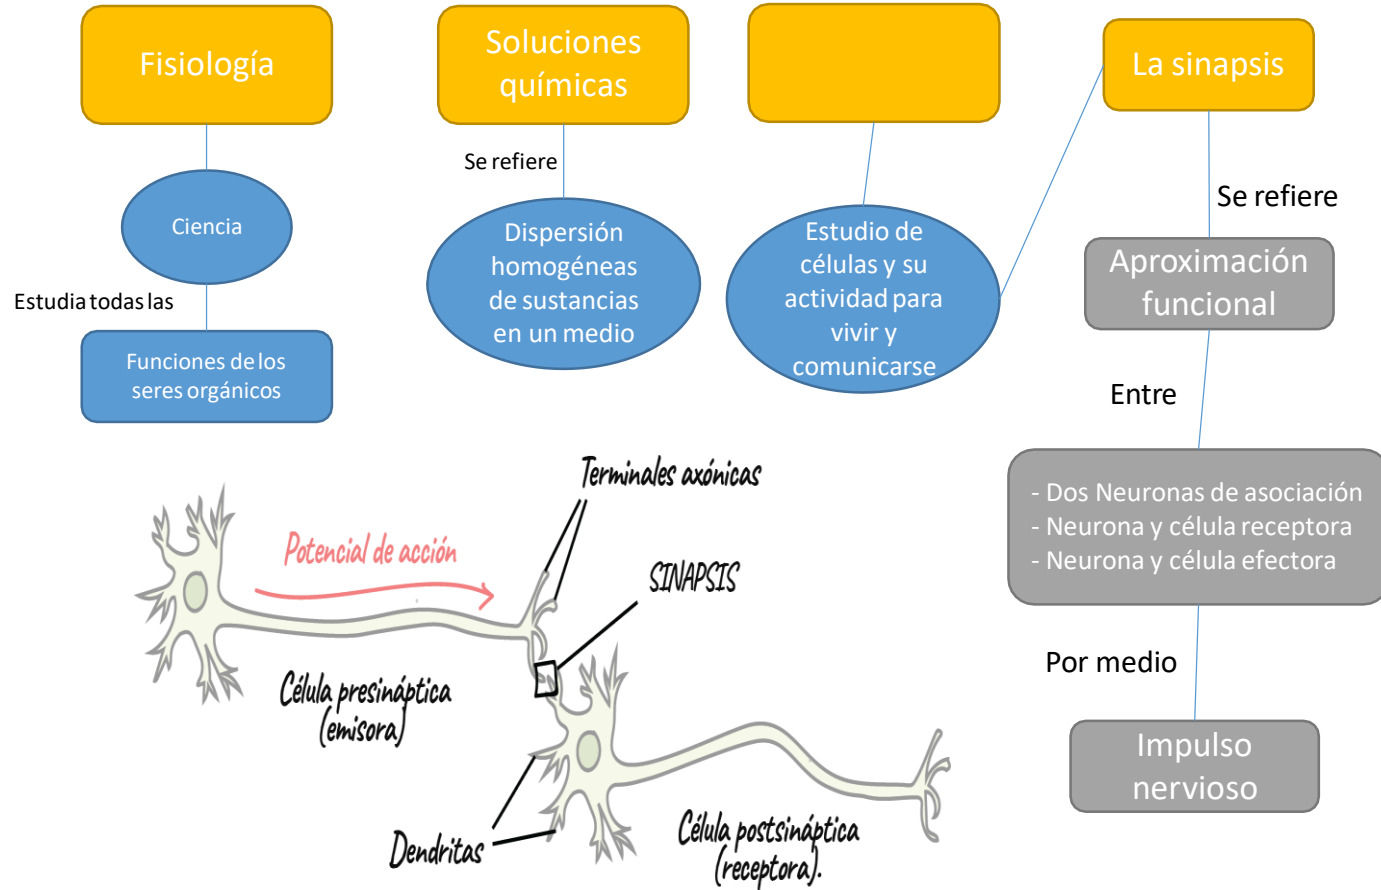 Fisiología
Ciencia
Estudia todas las
Funciones de los
seres orgánicos
Soluciones
químicas
Se refiere
Dispersión
homogéneas
de sustancias
en un medio
Estudio de
células y su
actividad para
vivir y
comunicarse
La sinapsis
Se refiere
Aproximación
funcional
Entre
- Dos Neuronas de asociación
- Neurona y célula receptora
- Neurona y célula efectora
Por medio
Impulso
nervioso
Terminales axónicas
Potencial de acción
SINAPSIS
Célula presináptica
(emisora)
Dendritas
Célula postsináptica
(receptora).